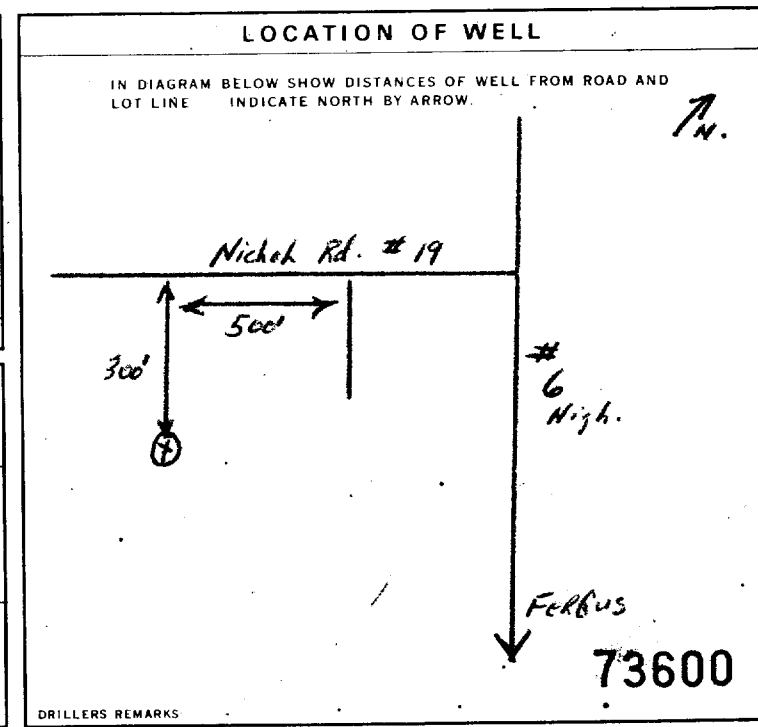 LOCATION OF WELL
IN DIAGRAM BELOW SHOW DISTANCES OF WELL FROM ROAD AND
LOT LINE INDICATE NORTH BY ARROW.
N.
Nichol Rd. # 19
500'
300'
#
6
High.
FERGUS
73600
DRILLERS REMARKS